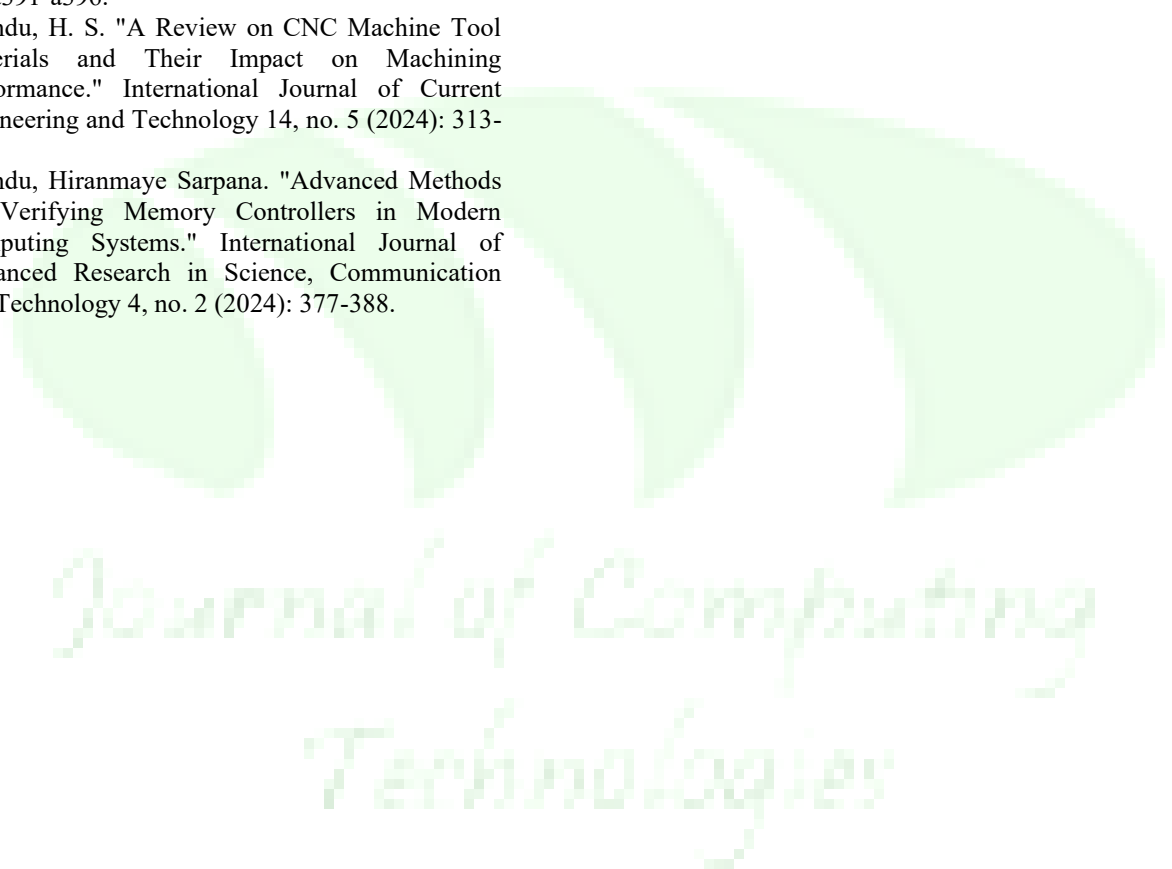 ndu, H. S. "A Review on CNC Machine Tool
erials and Their Impact on Machining
ormance." International Journal of Current
neering and Technology 14, no. 5 (2024): 313-
ndu, Hiranmaye Sarpana. "Advanced Methods
Verifying Memory Controllers in Modern
puting Systems." International Journal of
anced Research in Science, Communication
Technology 4, no. 2 (2024): 377-388.
Journal of Computing
Technologies